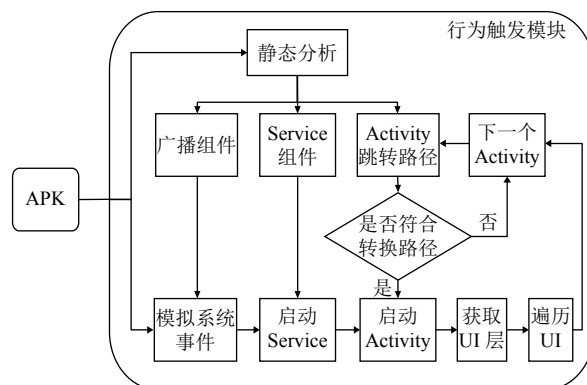 行为触发模块
静态分析
广播组件
Service
组件
Activity
跳转路径
下一个
Activity
APK
是否符合
转换路径
否
是
模拟系统
事件
启动
Service
启动
Activity
获取
UI 层
遍历
UI